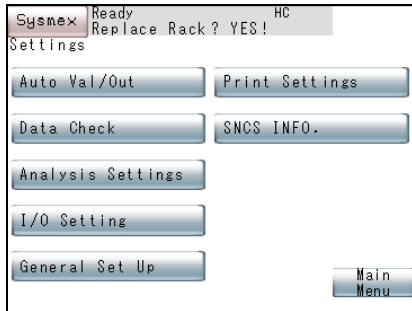 Sysmex
Ready HC
Replace Rack? YES!
Settings
Auto Val/Out
Print Settings
Data Check
SNCS INFO.
Analysis Settings
I/O Setting
General Set Up
Main
Menu